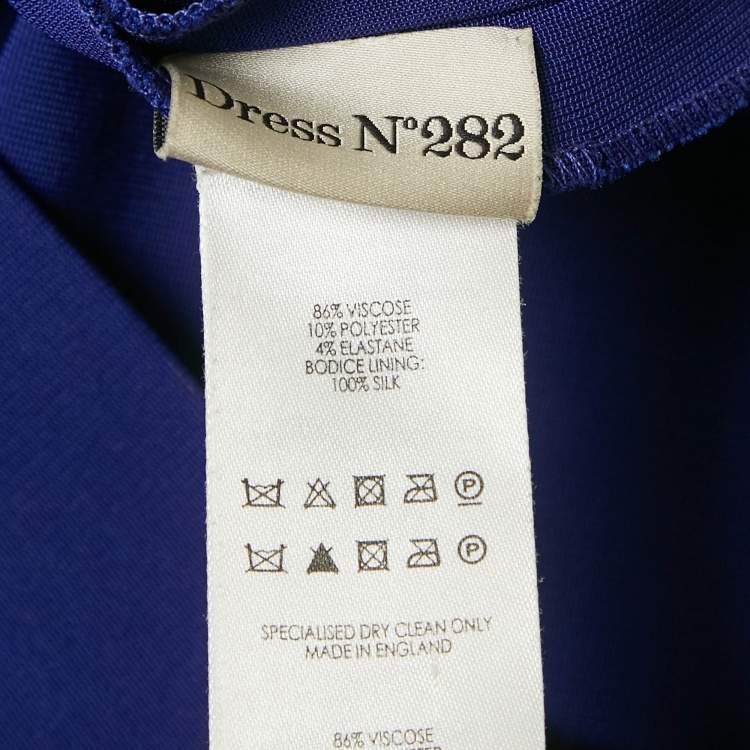 Dress Nº282
86% VISCOSE
10% POLYESTER
4% ELASTANE
BODICE LINING:
100% SILK
P
P
SPECIALISED DRY CLEAN ONLY
MADE IN ENGLAND
86% VISCOSE